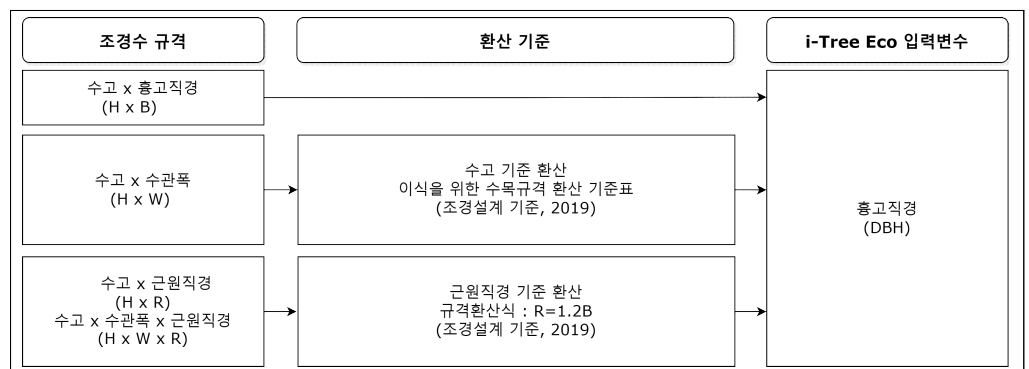 조경수 규격
환산 기준
i-Tree Eco 입력변수
수고 x 흉고직경
(H x B)
수고 x 수관폭
(H x W)
수고 기준 환산
이식을 위한 수목규격 환산 기준표
(조경설계 기준, 2019)
흉고직경
(DBH)
수고 x 근원직경
(H x R)
수고 x 수관폭 x 근원직경
(H x W x R)
근원직경 기준 환산
규격환산식 : R=1.2B
(조경설계 기준, 2019)